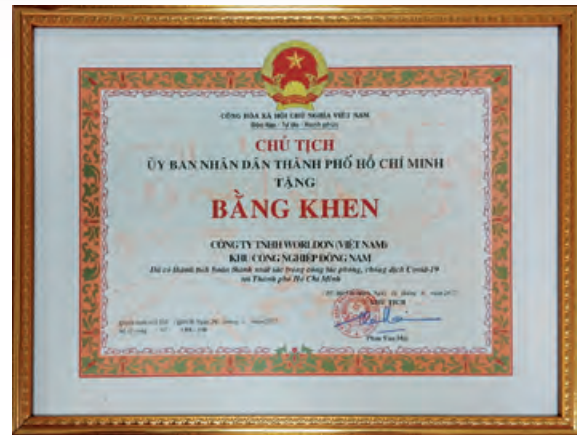 CỘNG HÒA XÃ HỘI CHỦ NGHĨA VIỆT NAM
Độc lập - Tự do - Hạnh phúc
CHỦ TỊCH
ỦY BAN NHÂN DÂN THÀNH PHỐ HỒ CHÍ MINH
TẶNG
BẰNG KHEN
CÔNG TY TNHH WORLDON (VIỆT NAM)
KHU CÔNG NGHIỆP ĐÔNG NAM
Đã có thành tích hoàn thành xuất sắc trong công tác phòng, chống dịch Covid-19
tại Thành phố Hồ Chí Minh
CHỦ TỊCH
Phan Văn Mãi